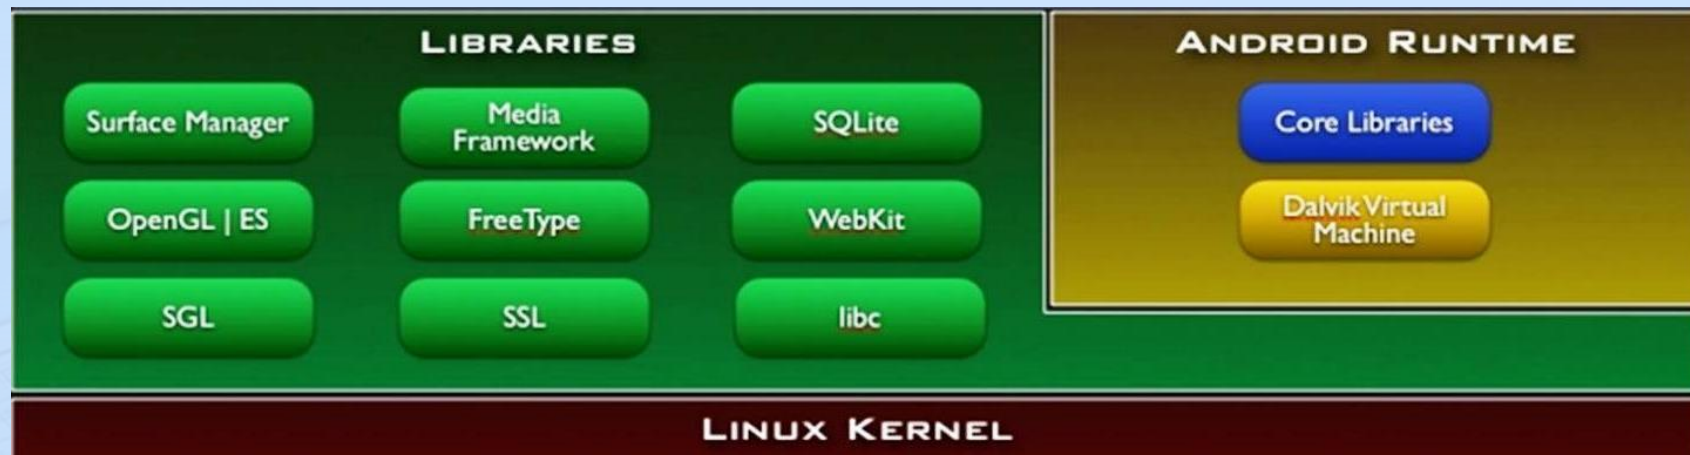 LIBRARIES
ANDROID RUNTIME
Surface Manager
Media
Framework
SQLite
Core Libraries
OpenGL | ES
FreeType
WebKit
Dalvik Virtual
Machine
SGL
SSL
libc
LINUX KERNEL